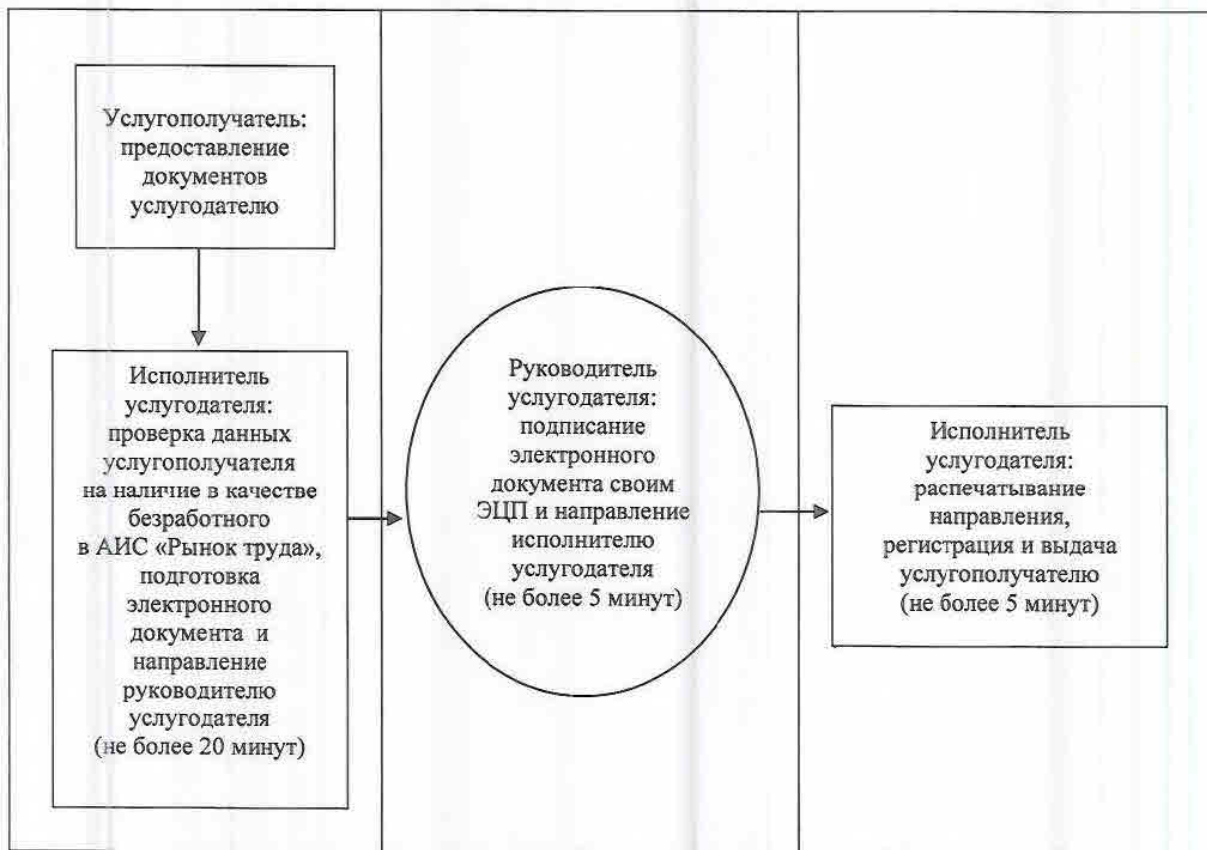 Услугополучатель:
предоставление
документов
услугодателю
Исполнитель
услугодателя:
проверка данных
услугополучателя
на наличие в качестве
безработного
в АИС «Рынок труда»,
подготовка
электронного
документа и
направление
руководителю
услугодателя
(не более 20 минут)
Руководитель
услугодателя:
подписание
электронного
документа своим
ЭЦП и направление
исполнителю
услугодателя
(не более 5 минут)
Исполнитель
услугодателя:
распечатывание
направления,
регистрация и выдача
услугополучателю
(не более 5 минут)